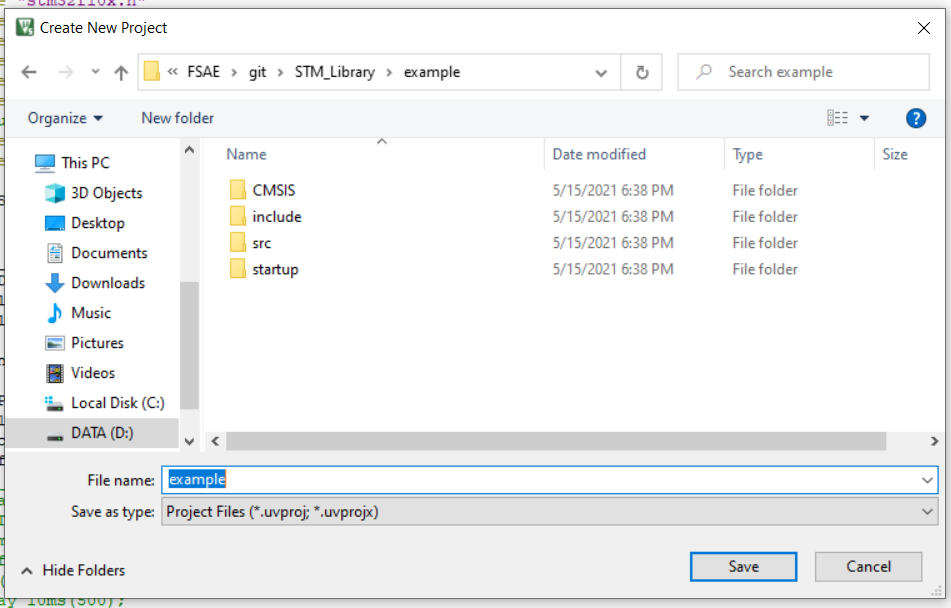 "stm32f10x.h"
Create New Project
« FSAE › git › STM_Library › example
Search example
Organize
New folder
?
Name Date modified Type Size
This PC
3D Objects
Desktop
Documents
Downloads
Music
Pictures
Videos
Local Disk (C:)
DATA (D:)
CMSIS 5/15/2021 6:38 PM File folder
include 5/15/2021 6:38 PM File folder
src 5/15/2021 6:38 PM File folder
startup 5/15/2021 6:38 PM File folder
File name: example
Save as type: Project Files (*.uvproj; *.uvprojx)
Hide Folders
Save
Cancel
ay_10ms(500);